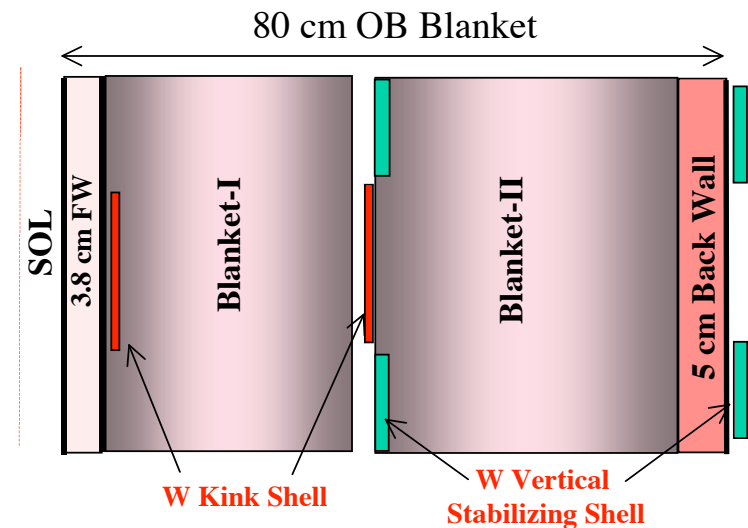 80 cm OB Blanket
SOL
3.8 cm FW
Blanket-I
Blanket-II
5 cm Back Wall
W Kink Shell
W Vertical
Stabilizing Shell